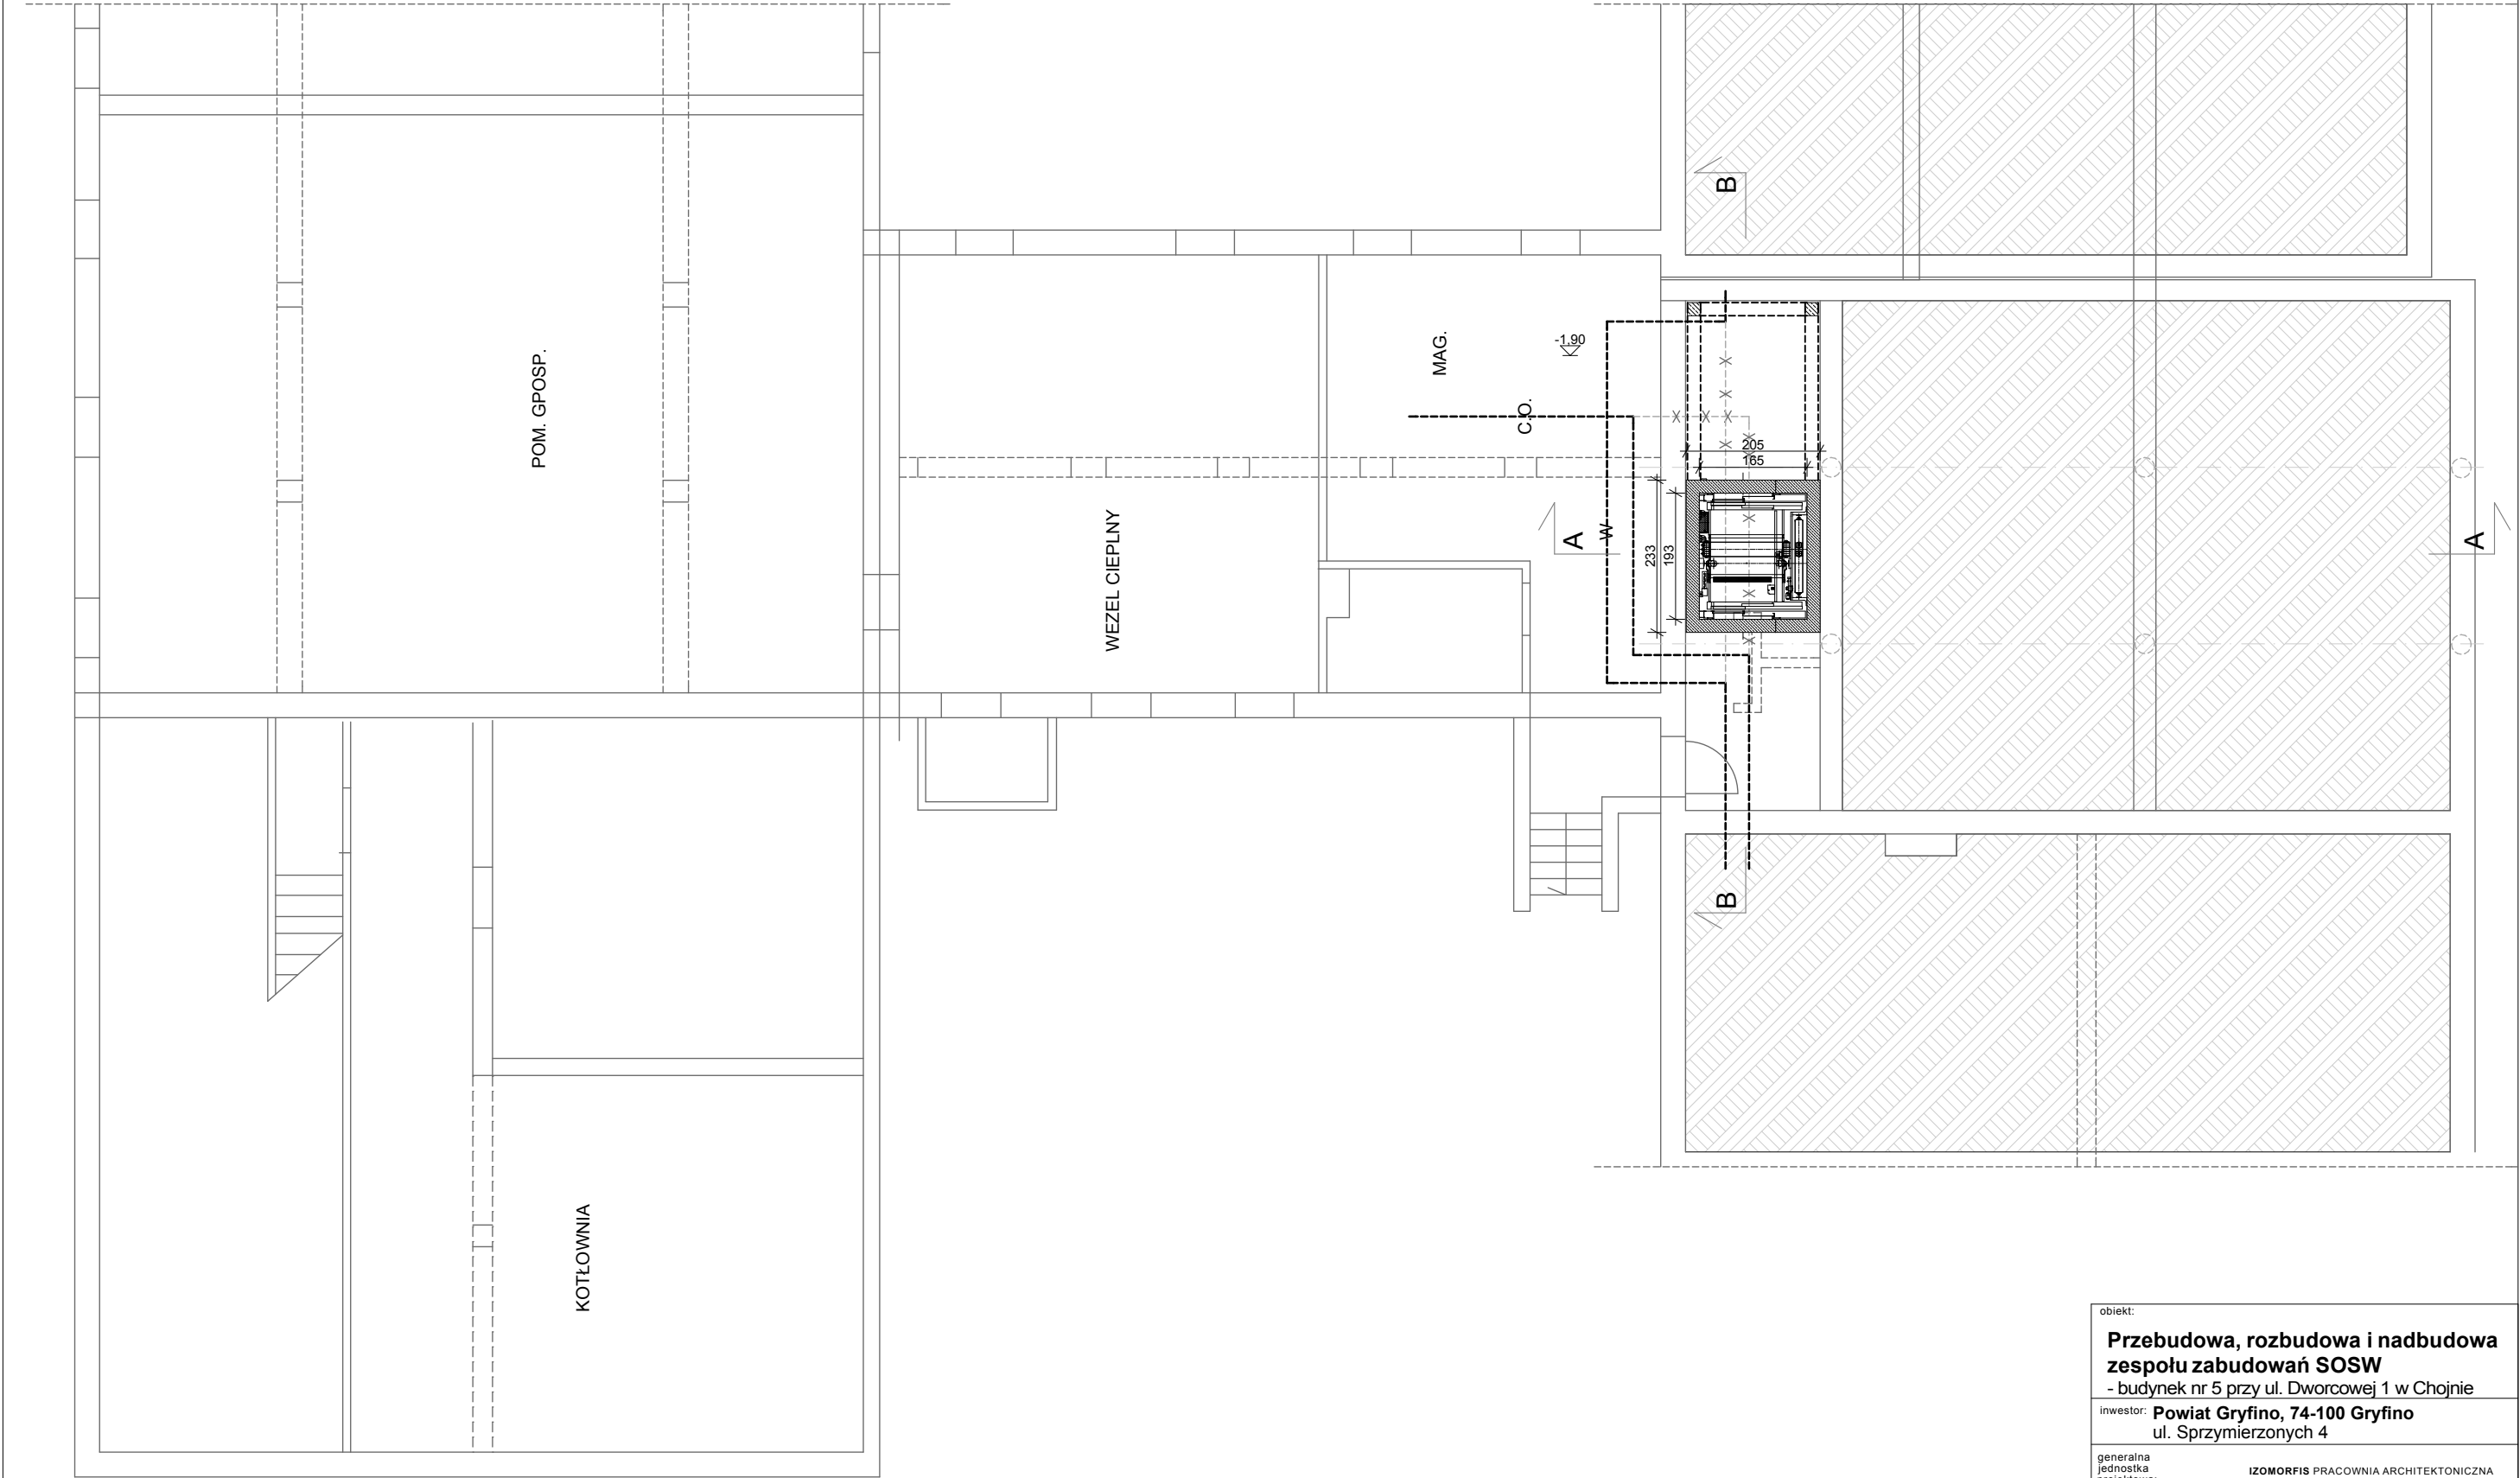 B
POM. GPOSP.
MAG.
-1,90
C.O.
205
165
WEZEL CIEPLNY
A
W
233
193
A
B
KOTŁOWNIA
obiekt:
Przebudowa, rozbudowa i nadbudowa
zespołu zabudowań SOSW
- budynek nr 5 przy ul. Dworcowej 1 w Chojnie
inwestor: Powiat Gryfino, 74-100 Gryfino
ul. Sprzymierzonych 4
generalna
jednostka
IZOMORFIS PRACOWNIA ARCHITEKTONICZNA